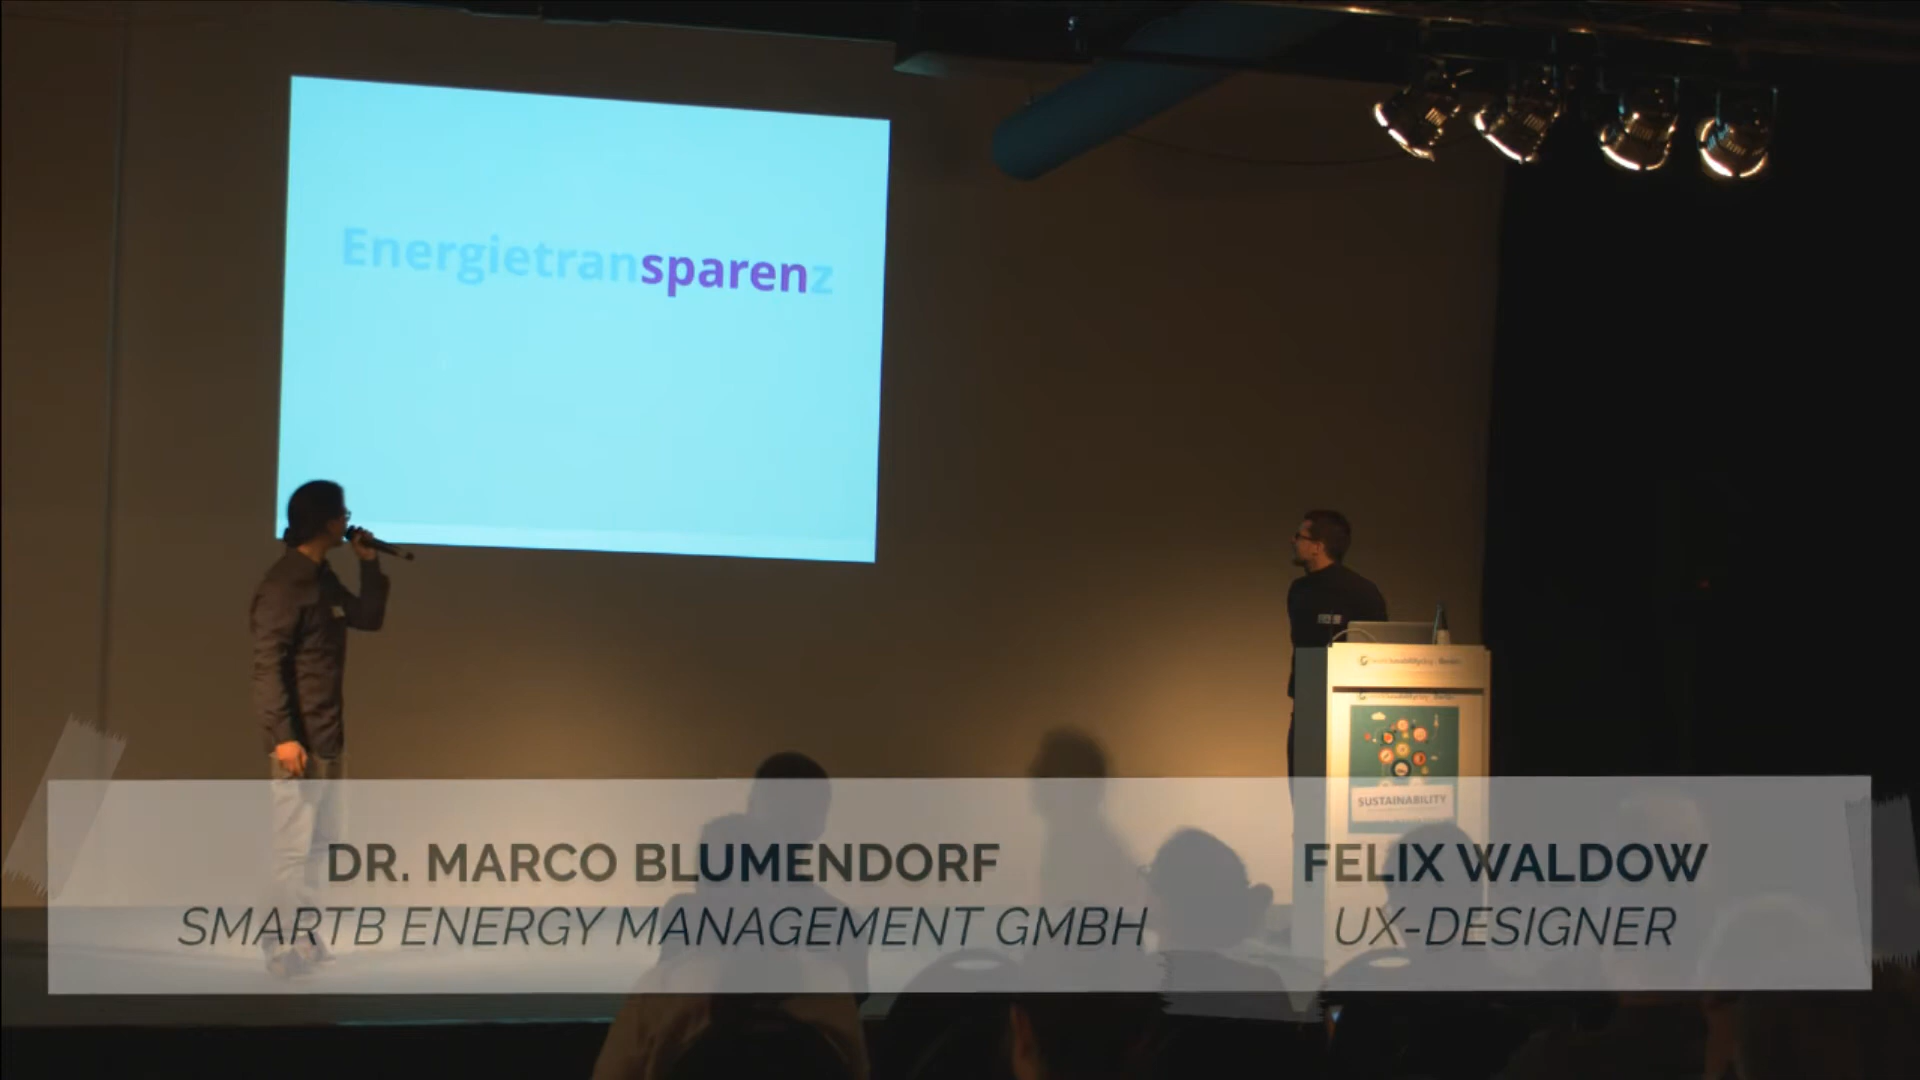 Energietransparenz
SUSTAINABILITY
DR. MARCO BLUMENDORF
SMARTB ENERGY MANAGEMENT GMBH
FELIX WALDOW
UX-DESIGNER